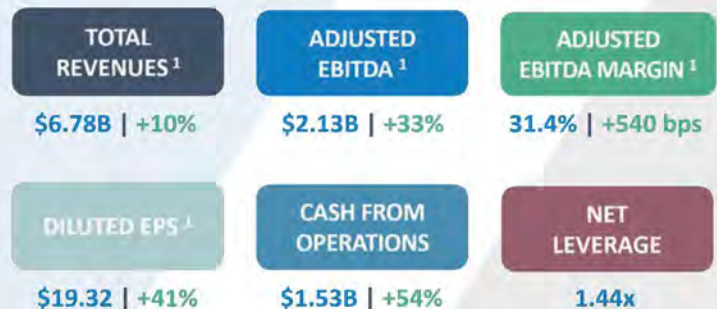 TOTAL
REVENUES ¹
ADJUSTED
EBITDA ¹
ADJUSTED
EBITDA MARGIN ¹
$6.78B | +10%
$2.13B | +33%
31.4% | +540 bps
DILUTED EPS ¹
CASH FROM
OPERATIONS
NET
LEVERAGE
$19.32 | +41%
$1.53B | +54%
1.44x